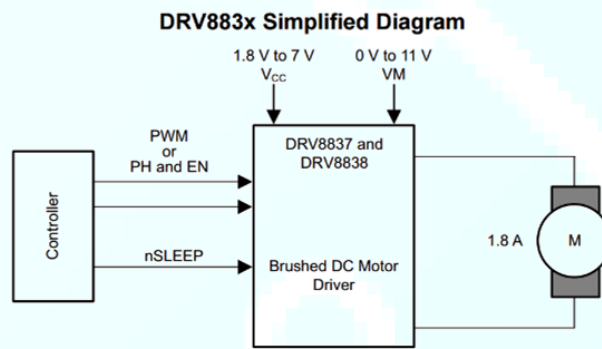 DRV883x Simplified Diagram
1.8 V to 7 V
VCC
0 V to 11 V
VM
PWM
or
PH and EN
DRV8837 and
DRV8838
Controller
1.8 A
M
nSLEEP
Brushed DC Motor
Driver